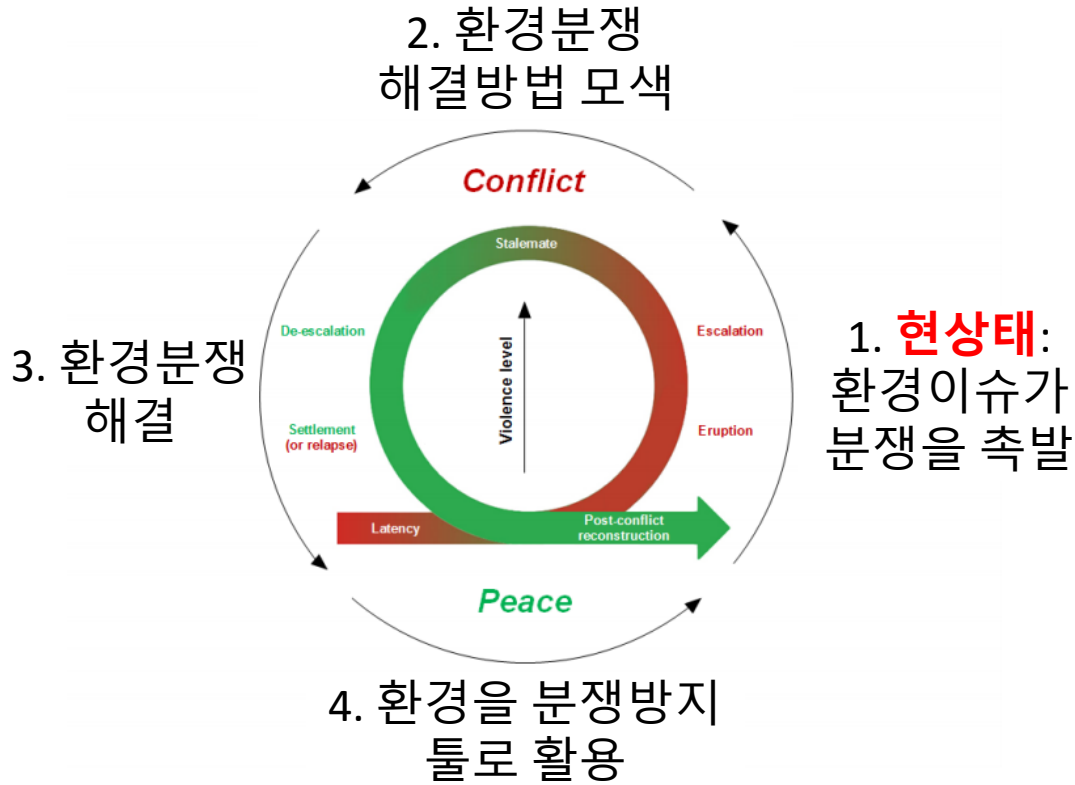 2. 환경분쟁
해결방법 모색
Conflict
Stalemate
De-escalation
Escalation
Violence level
1. 현상태:
환경이슈가
분쟁을 촉발
3. 환경분쟁
해결
Settlement
(or relapse)
Eruption
Latency
Post-conflict
reconstruction
Peace
4. 환경을 분쟁방지
툴로 활용